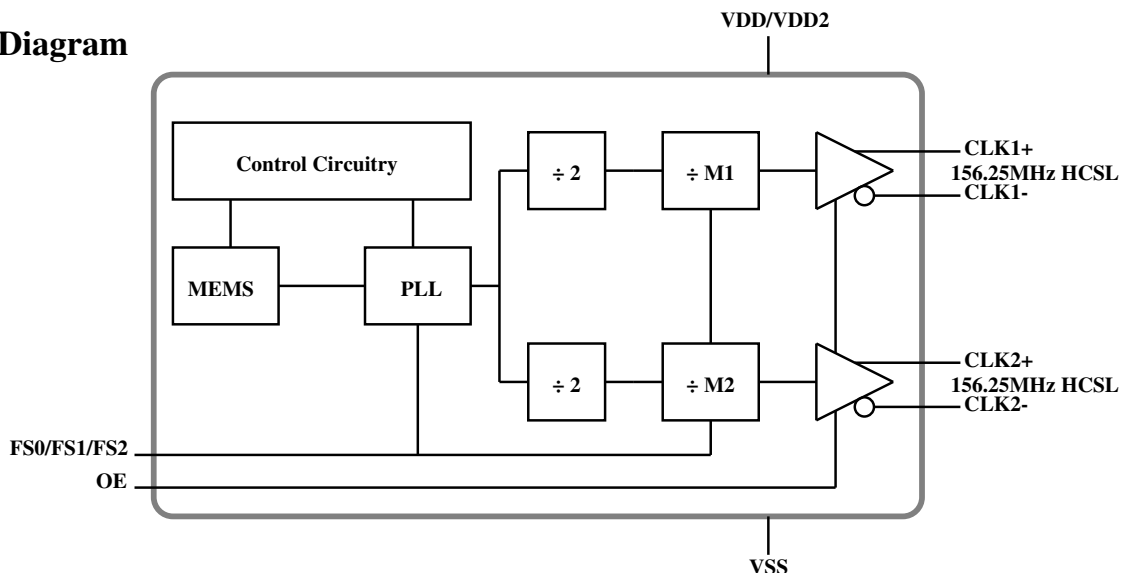 VDD/VDD2
Diagram
Control Circuitry
÷ 2
÷ M1
CLK1+
156.25MHz HCSL
CLK1-
MEMS
PLL
÷ 2
÷ M2
CLK2+
156.25MHz HCSL
CLK2-
FS0/FS1/FS2
OE
VSS